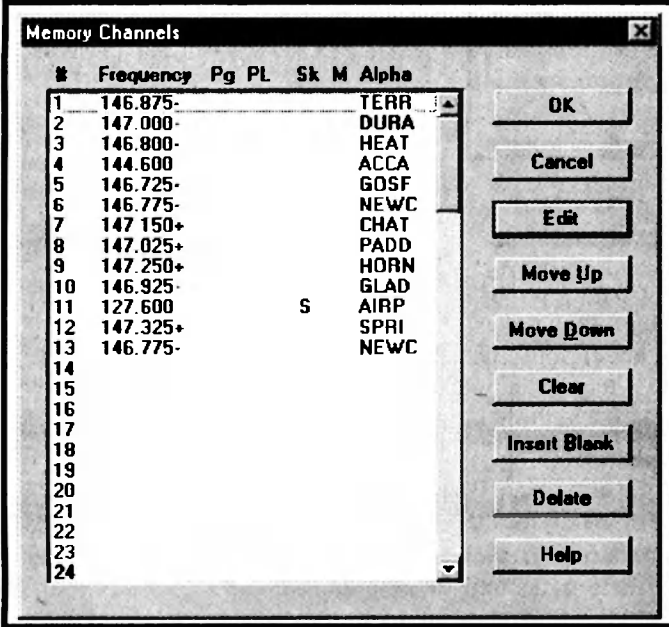 Memory Channels
# Frequency Pg PL Sk M Alpha
1 146.875- TERR
2 147.000- DURA
3 146.800- HEAT
4 144.600 ACCA
5 146.725- GOSF
6 146.775- NEWC
7 147 150+ CHAT
8 147.025+ PADD
9 147.250+ HORN
10 146.925- GLAD
11 127.600 S AIRP
12 147.325+ SPRI
13 146.775- NEWC
14
15
16
17
18
19
20
21
22
23
24
OK
Cancel
Edit
Move Up
Move Down
Clear
Insert Blank
Delete
Help